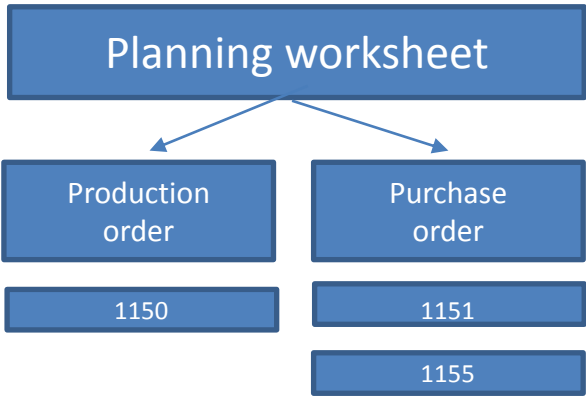 Planning worksheet
Production
order
Purchase
order
1150
1151
1155